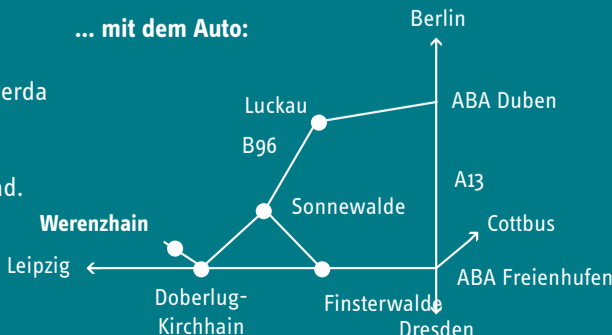 ... mit dem Auto:
Berlin
erda
Luckau
ABA Duben
B96
nd.
A13
Sonnewalde
Werenzhain
Cottbus
Leipzig
ABA Freienhufen
Doberlug-
Kirchhain
Finsterwalde
Dresden